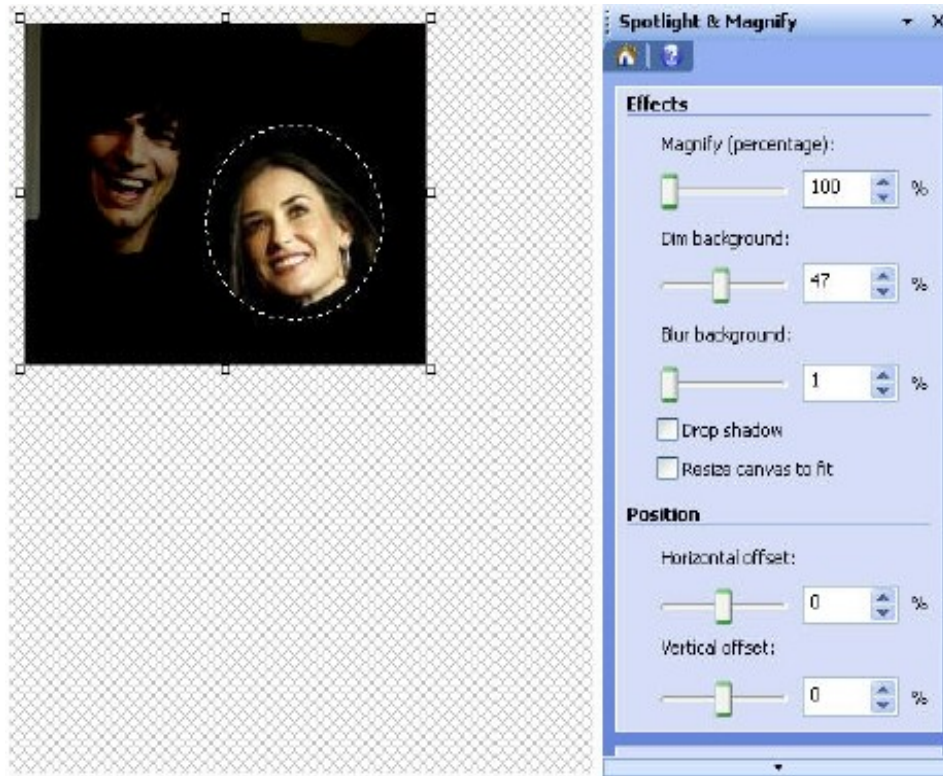 Spotlight & Magnify
Effects
Magnify (percentage):
100 %
Dim background:
47 %
Blur background:
1 %
Drop shadow
Resize canvas to fit
Position
Horizontal offset:
0 %
Vertical offset:
0 %